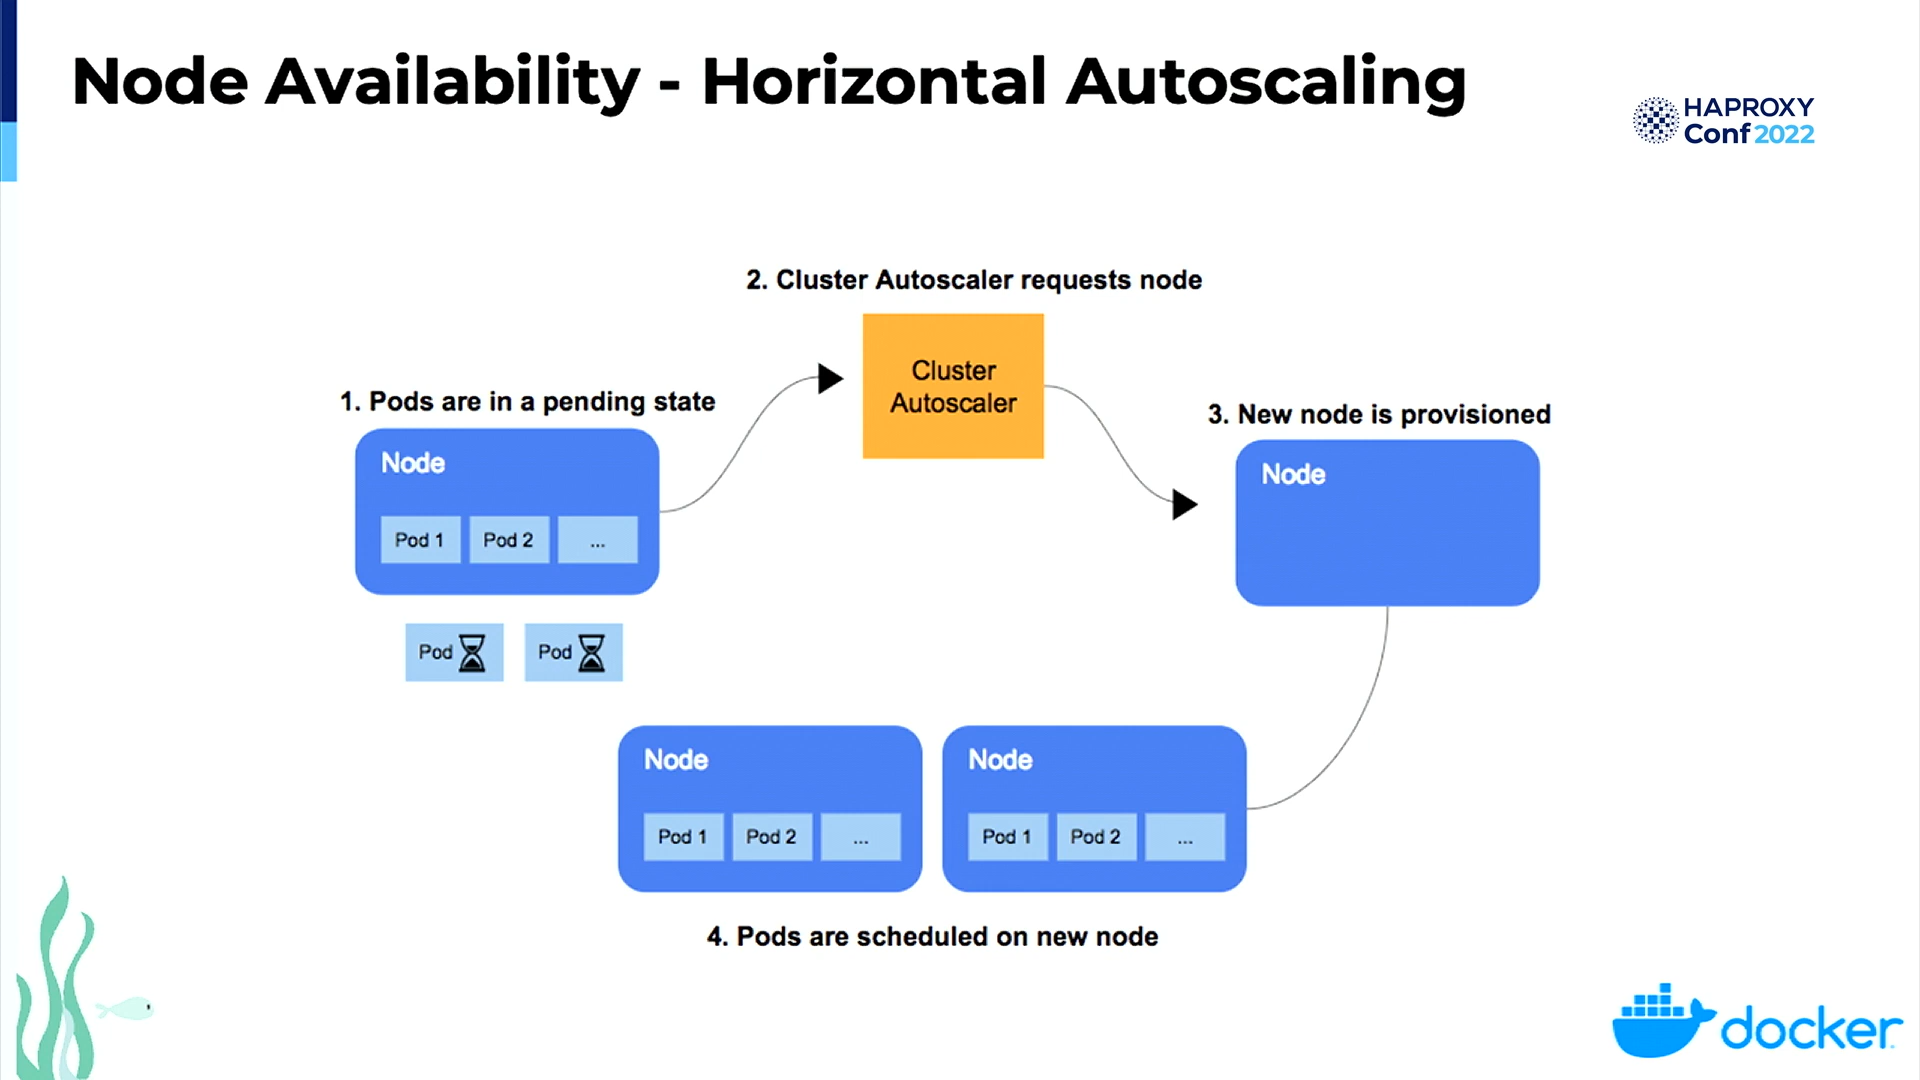 Node Availability - Horizontal Autoscaling
HAPROXY
Conf 2022
2. Cluster Autoscaler requests node
Cluster
Autoscaler
1. Pods are in a pending state
Node
Pod 1
Pod 2
...
Pod
Pod
3. New node is provisioned
Node
Node
Pod 1
Pod 2
...
Node
Pod 1
Pod 2
...
4. Pods are scheduled on new node
docker